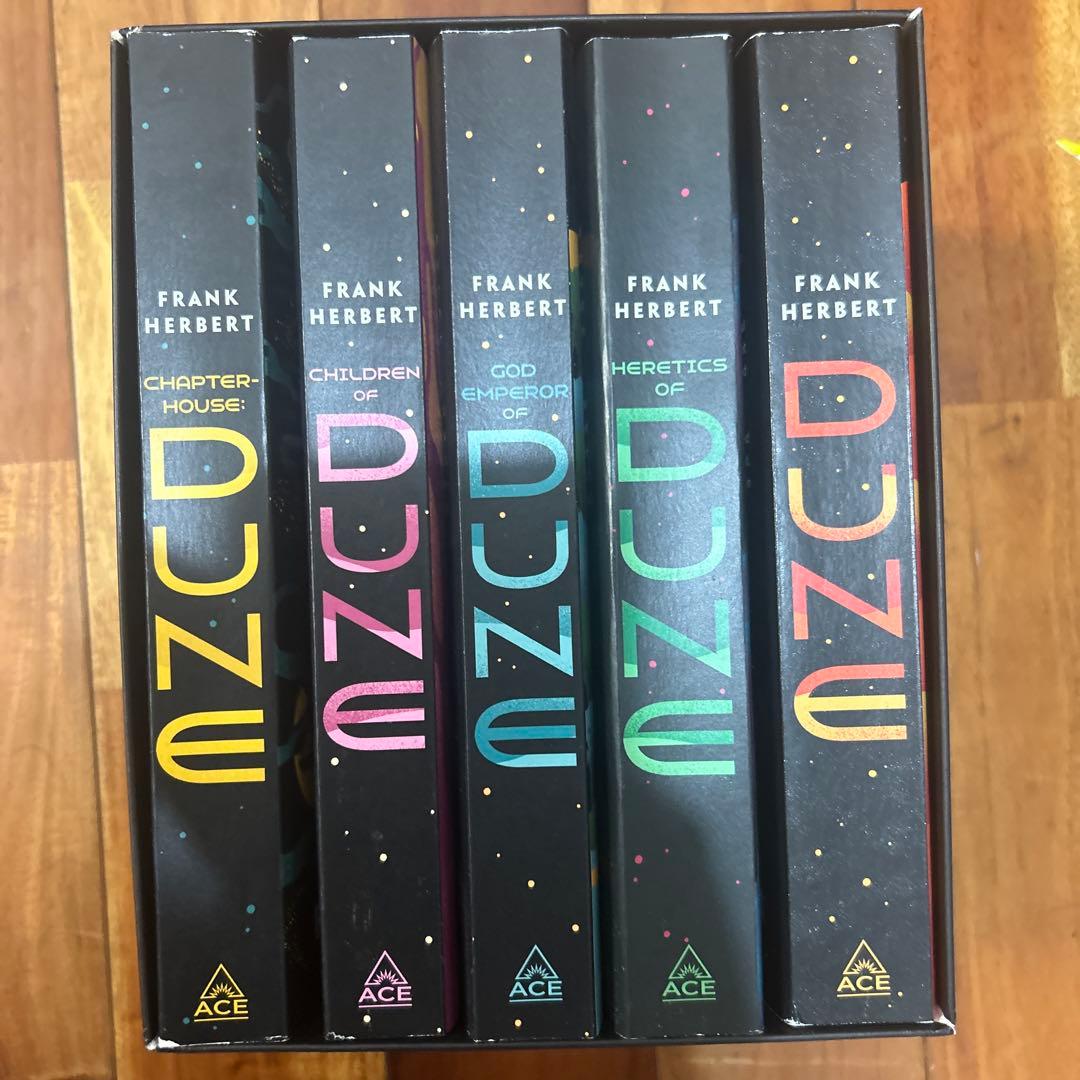 FRANK
HERBERT
CHAPTER-
HOUSE:
DUNE
ACE
FRANK
HERBERT
CHILDREN
OF
DUNE
ACE
FRANK
HERBERT
GOD
EMPEROR
OF
DUNE
ACE
FRANK
HERBERT
HERETICS
OF
DUNE
ACE
FRANK
HERBERT
DUNE
ACE